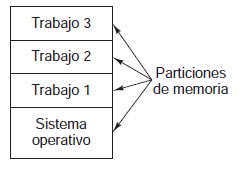 Trabajo 3
Trabajo 2
Trabajo 1
Sistema
operativo
Particiones
de memoria